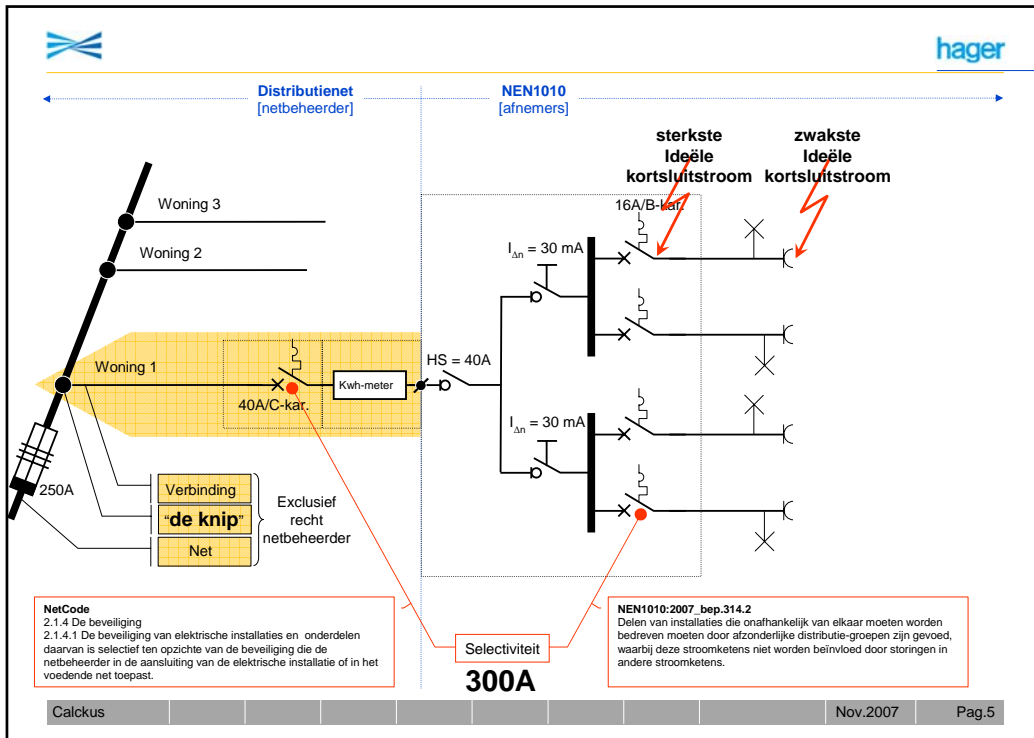 hager
Distributienet
[netbeheerder]
NEN1010
[afnemers]
sterkste
Ideële
kortsluitstroom
zwakste
Ideële
kortsluitstroom
16A/B-kar.
Woning 3
Woning 2
Woning 1
I∆n = 30 mA
HS = 40A
Kwh-meter
40A/C-kar.
I∆n = 30 mA
250A
Verbinding
“de knip”
Net
Exclusief
recht
netbeheerder
NetCode
2.1.4 De beveiliging
2.1.4.1 De beveiliging van elektrische installaties en onderdelen
daarvan is selectief ten opzichte van de beveiliging die de
netbeheerder in de aansluiting van de elektrische installatie of in het
voedende net toepast.
Selectiviteit
300A
NEN1010:2007_bep.314.2
Delen van installaties die onafhankelijk van elkaar moeten worden
bedreven moeten door afzonderlijke distributie-groepen zijn gevoed,
waarbij deze stroomketens niet worden beïnvloed door storingen in
andere stroomketens.
Calckus
Nov.2007
Pag.5